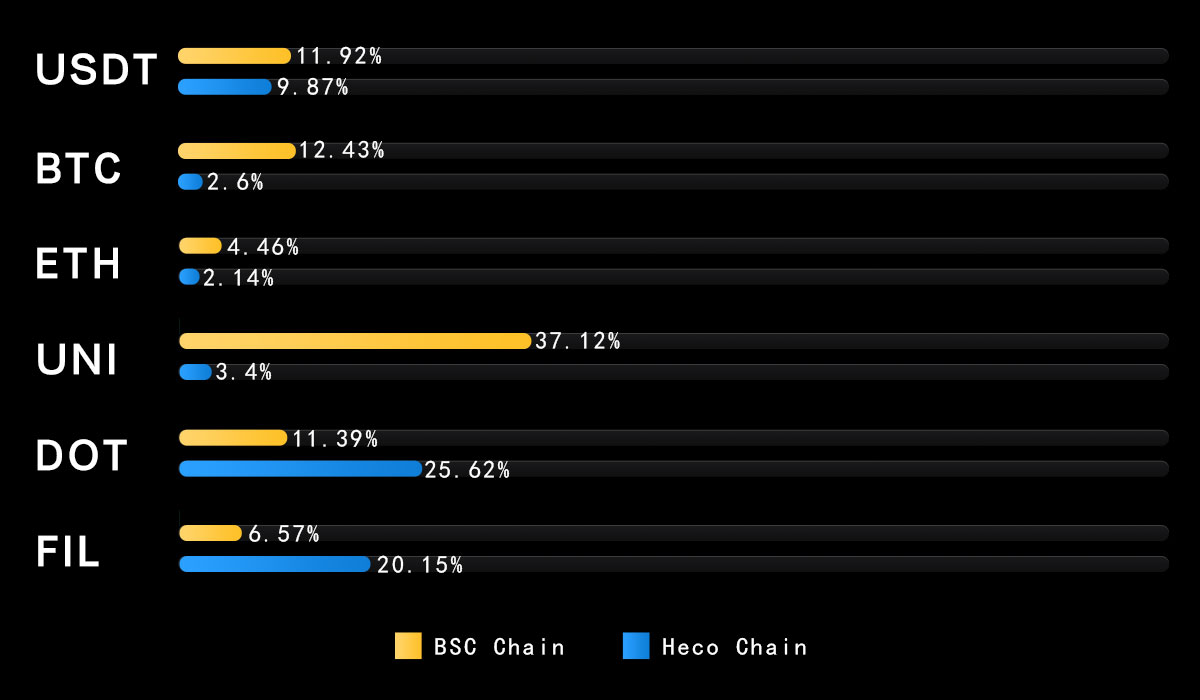 USDT
11.92%
9.87%
BTC
12.43%
2.6%
ETH
4.46%
2.14%
UNI
37.12%
3.4%
DOT
11.39%
25.62%
FIL
6.57%
20.15%
BSC Chain
Heco Chain